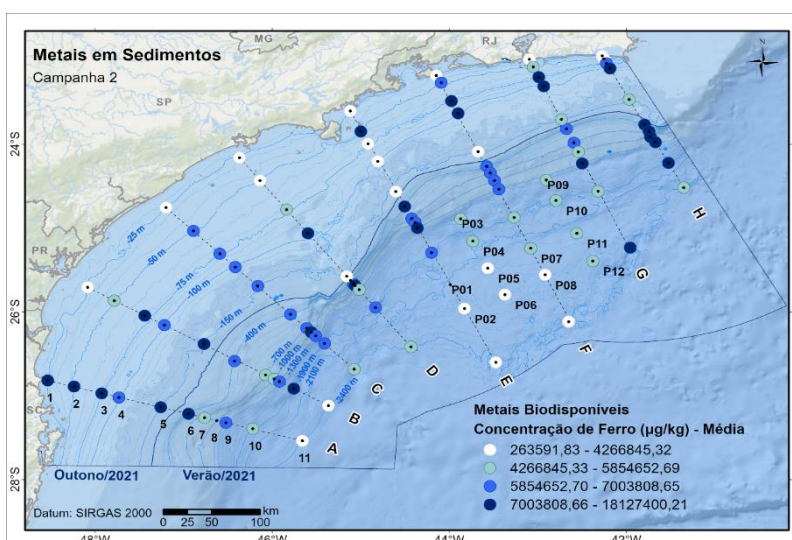 Metais em Sedimentos
Campanha 2
MG
RJ
SP
PR
SC
24°S
26°S
28°S
48°W
46°W
44°W
42°W
-25 m
-50 m
-75 m
-100 m
-150 m
-400 m
-700 m
-1000 m
-1300 m
-1900 m
-2100 m
-2400 m
P09
P03
P10
P04
P11
P07
P05
P12
P01
P08
P06
P02
H
G
F
E
D
C
B
A
1
2
3
4
5
6
7
8
9
10
11
Outono/2021
Verão/2021
Datum: SIRGAS 2000
0 25 50 100
km
Metais Biodisponíveis
Concentração de Ferro (µg/kg) - Média
263591,83 - 4266845,32
4266845,33 - 5854652,69
5854652,70 - 7003808,65
7003808,66 - 18127400,21